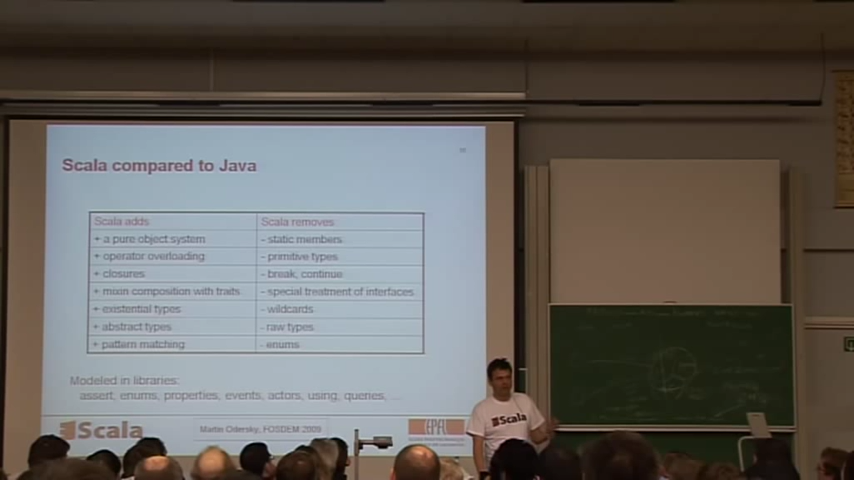 Scala compared to Java
Scala adds Scala removes
+ a pure object system - static members
+ operator overloading - primitive types
+ closures - break, continue
+ mixin composition with traits - special treatment of interfaces
+ existential types - wildcards
+ abstract types - raw types
+ pattern matching - enums
Modeled in libraries:
assert, enums, properties, events, actors, using, queries, ...
Scala
Martin Odersky, FOSDEM 2009
EPFL
Scala